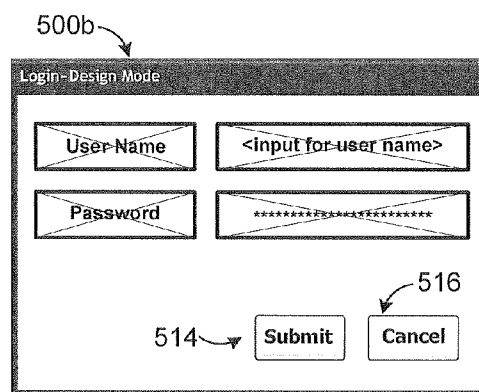 500b
Login-Design Mode
User Name <input for user name>
Password ************************
516
514 Submit Cancel